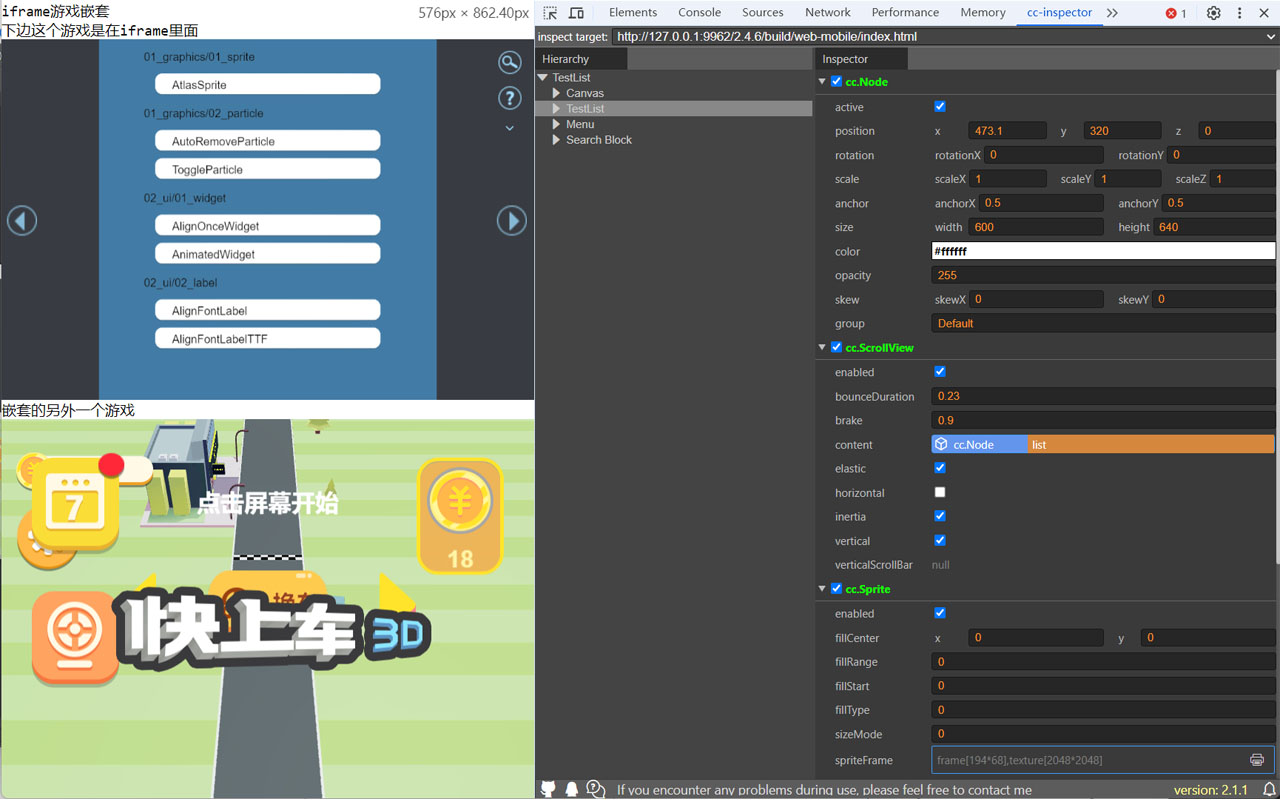 iframe游戏嵌套
576px × 862.40px
下边这个游戏是在iframe里面
01_graphics/01_sprite
AtlasSprite
01_graphics/02_particle
AutoRemoveParticle
ToggleParticle
02_ui/01_widget
AlignOnceWidget
AnimatedWidget
02_ui/02_label
AlignFontLabel
AlignFontLabelTTF
嵌套的另外一个游戏
7
点击屏幕开始
18
快上车3D
Elements Console Sources Network Performance Memory cc-inspector 1
inspect target: http://127.0.0.1:9962/2.4.6/build/web-mobile/index.html
Hierarchy
TestList
Canvas
TestList
Menu
Search Block
Inspector
cc.Node
active
position x 473.1 y 320 z 0
rotation rotationX 0 rotationY 0
scale scaleX 1 scaleY 1 scaleZ 1
anchor anchorX 0.5 anchorY 0.5
size width 600 height 640
color #ffffff
opacity 255
skew skewX 0 skewY 0
group Default
cc.ScrollView
enabled
bounceDuration 0.23
brake 0.9
content cc.Node list
elastic
horizontal
inertia
vertical
verticalScrollBar null
cc.Sprite
enabled
fillCenter x 0 y 0
fillRange 0
fillStart 0
fillType 0
sizeMode 0
spriteFrame frame[194*68],texture[2048*2048]
If you encounter any problems during use, please feel free to contact me version: 2.1.1